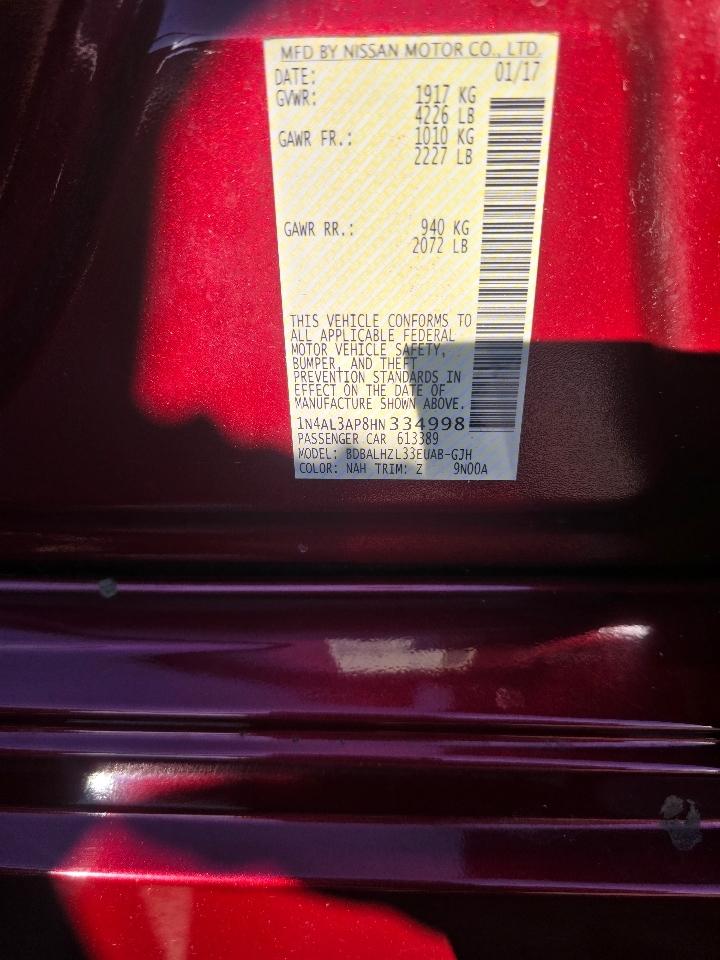 MFD BY NISSAN MOTOR CO., LTD.
DATE: 01/17
GVWR: 1917 KG
4226 LB
GAWR FR.: 1010 KG
2227 LB
GAWR RR.: 940 KG
2072 LB
THIS VEHICLE CONFORMS TO
ALL APPLICABLE FEDERAL
MOTOR VEHICLE SAFETY,
BUMPER, AND THEFT
PREVENTION STANDARDS IN
EFFECT ON THE DATE OF
MANUFACTURE SHOWN ABOVE.
1N4AL3AP8HN334998
PASSENGER CAR 613389
MODEL: BDBALHZL33EUAB-GJH
COLOR: NAH TRIM: Z 9N00A